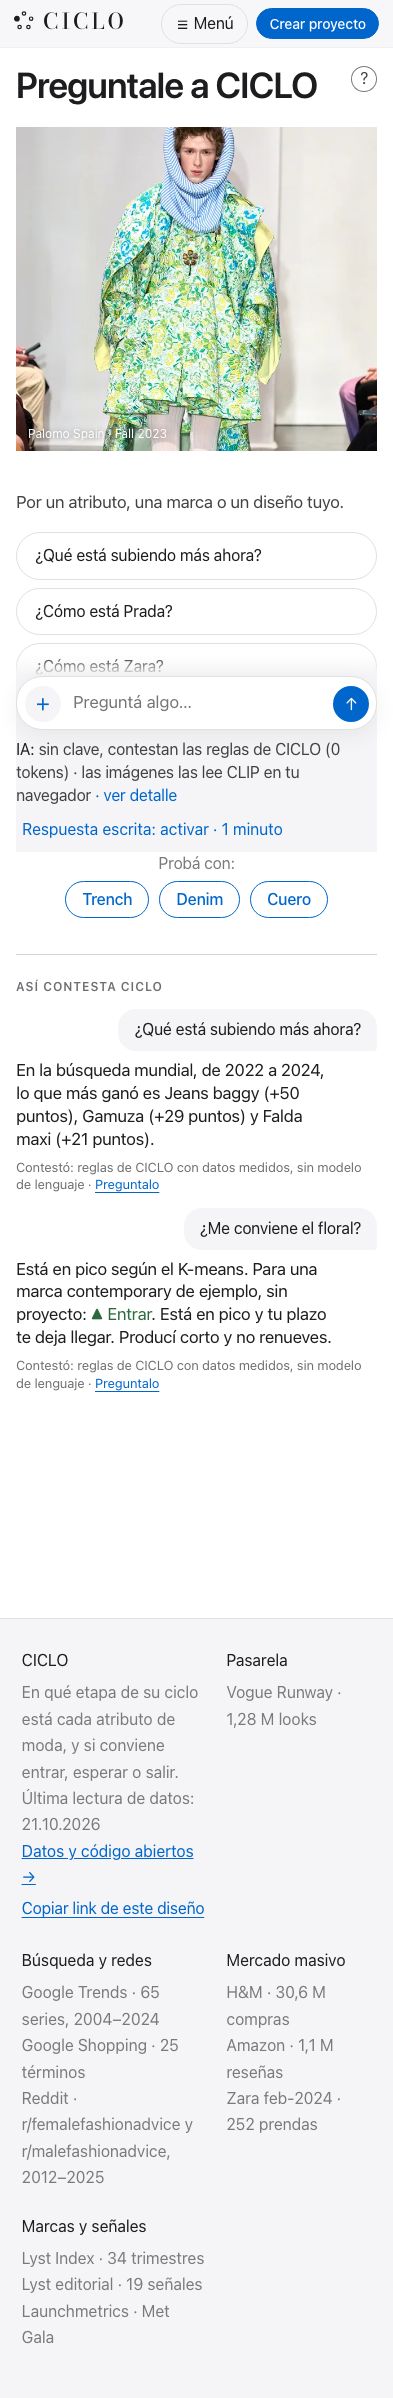 CICLO
≡ Menú
Crear proyecto
Preguntale a CICLO
?
Palomo Spain · Fall 2023
Por un atributo, una marca o un diseño tuyo.
¿Qué está subiendo más ahora?
¿Cómo está Prada?
¿Cómo está Zara?
+ Preguntá algo... ↑
IA: sin clave, contestan las reglas de CICLO (0
tokens) · las imágenes las lee CLIP en tu
navegador · ver detalle
Respuesta escrita: activar · 1 minuto
Probá con:
Trench
Denim
Cuero
ASÍ CONTESTA CICLO
¿Qué está subiendo más ahora?
En la búsqueda mundial, de 2022 a 2024,
lo que más ganó es Jeans baggy (+50
puntos), Gamuza (+29 puntos) y Falda
maxi (+21 puntos).
Contestó: reglas de CICLO con datos medidos, sin modelo
de lenguaje · Preguntalo
¿Me conviene el floral?
Está en pico según el K-means. Para una
marca contemporary de ejemplo, sin
proyecto: ▲ Entrar. Está en pico y tu plazo
te deja llegar. Producí corto y no renueves.
Contestó: reglas de CICLO con datos medidos, sin modelo
de lenguaje · Preguntalo
CICLO
En qué etapa de su ciclo
está cada atributo de
moda, y si conviene
entrar, esperar o salir.
Última lectura de datos:
21.10.2026
Datos y código abiertos
→
Copiar link de este diseño
Pasarela
Vogue Runway ·
1,28 M looks
Búsqueda y redes
Google Trends · 65
series, 2004–2024
Google Shopping · 25
términos
Reddit ·
r/femalefashionadvice y
r/malefashionadvice,
2012–2025
Mercado masivo
H&M · 30,6 M
compras
Amazon · 1,1 M
reseñas
Zara feb-2024 ·
252 prendas
Marcas y señales
Lyst Index · 34 trimestres
Lyst editorial · 19 señales
Launchmetrics · Met
Gala